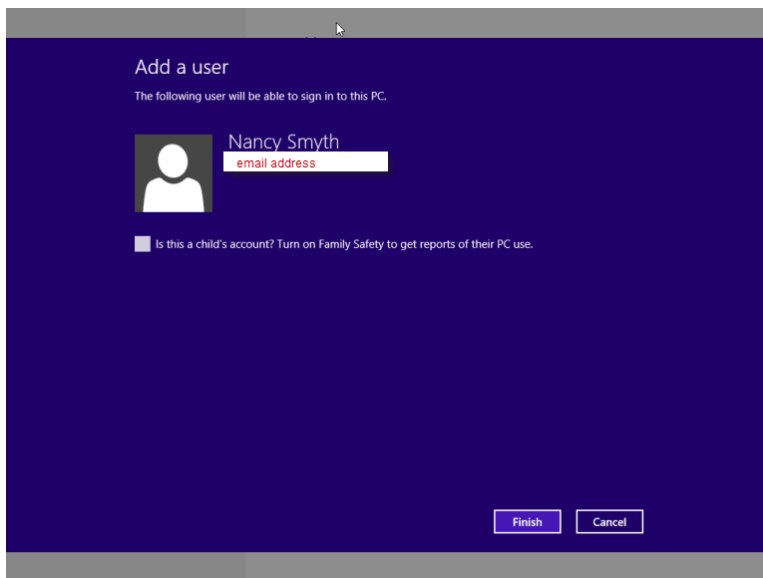 Add a user
The following user will be able to sign in to this PC.
Nancy Smyth
email address
Is this a child's account? Turn on Family Safety to get reports of their PC use.
Finish Cancel